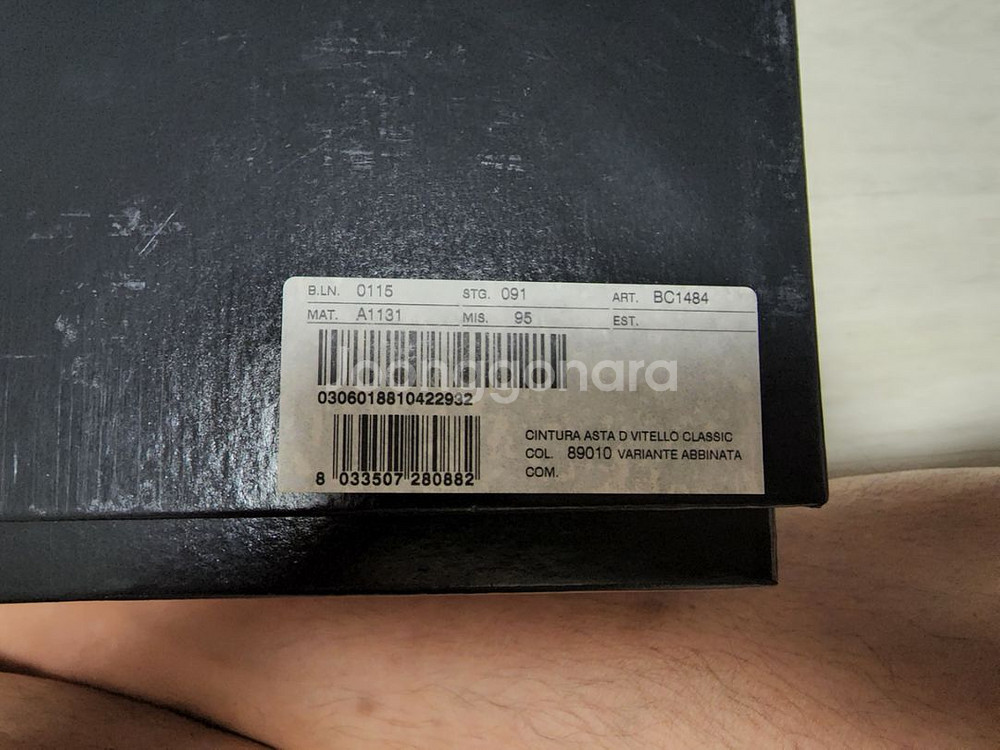 B.LN. 0115 STG. 091 ART. BC1484
MAT. A1131 MIS. 95 EST.
joonggonara
0306018810422932
CINTURA ASTA D VITELLO CLASSIC
COL. 89010 VARIANTE ABBINATA
COM.
8 033507 280882